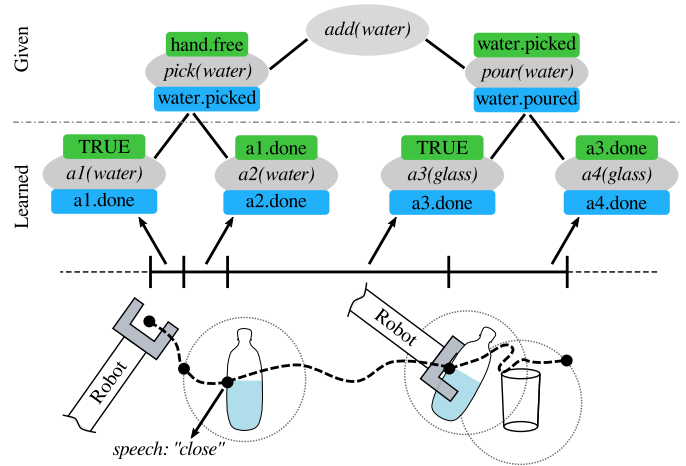 Given
add(water)
hand.free
pick(water)
water.picked
water.picked
pour(water)
water.poured
Learned
TRUE
a1(water)
a1.done
a1.done
a2(water)
a2.done
TRUE
a3(glass)
a3.done
a3.done
a4(glass)
a4.done
Robot
Robot
speech: "close"